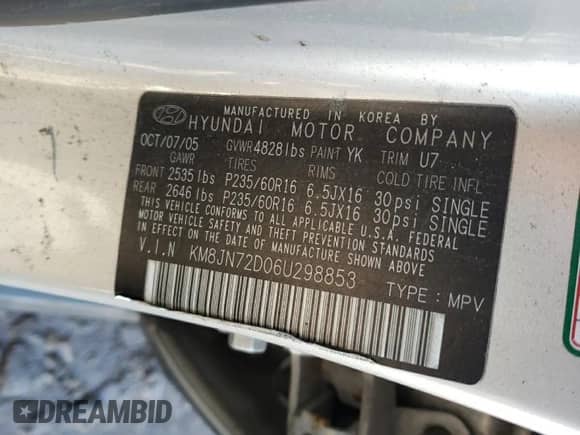 MANUFACTURED IN KOREA BY
HYUNDAI MOTOR COMPANY
OCT/07/05 GVWR 4828 lbs PAINT YK TRIM U7
GAWR TIRES RIMS COLD TIRE INFL
FRONT 2535 lbs P235/60R16 6.5JX16 30psi SINGLE
REAR 2646 lbs P235/60R16 6.5JX16 30psi SINGLE
THIS VEHICLE CONFORMS TO ALL APPLICABLE U.S.A. FEDERAL
MOTOR VEHICLE SAFETY AND THEFT PREVENTION STANDARDS
IN EFFECT ON THE DATE OF MANUFACTURE SHOWN ABOVE.
V.I.N KM8JN72D06U298853
TYPE : MPV
DREAMBID